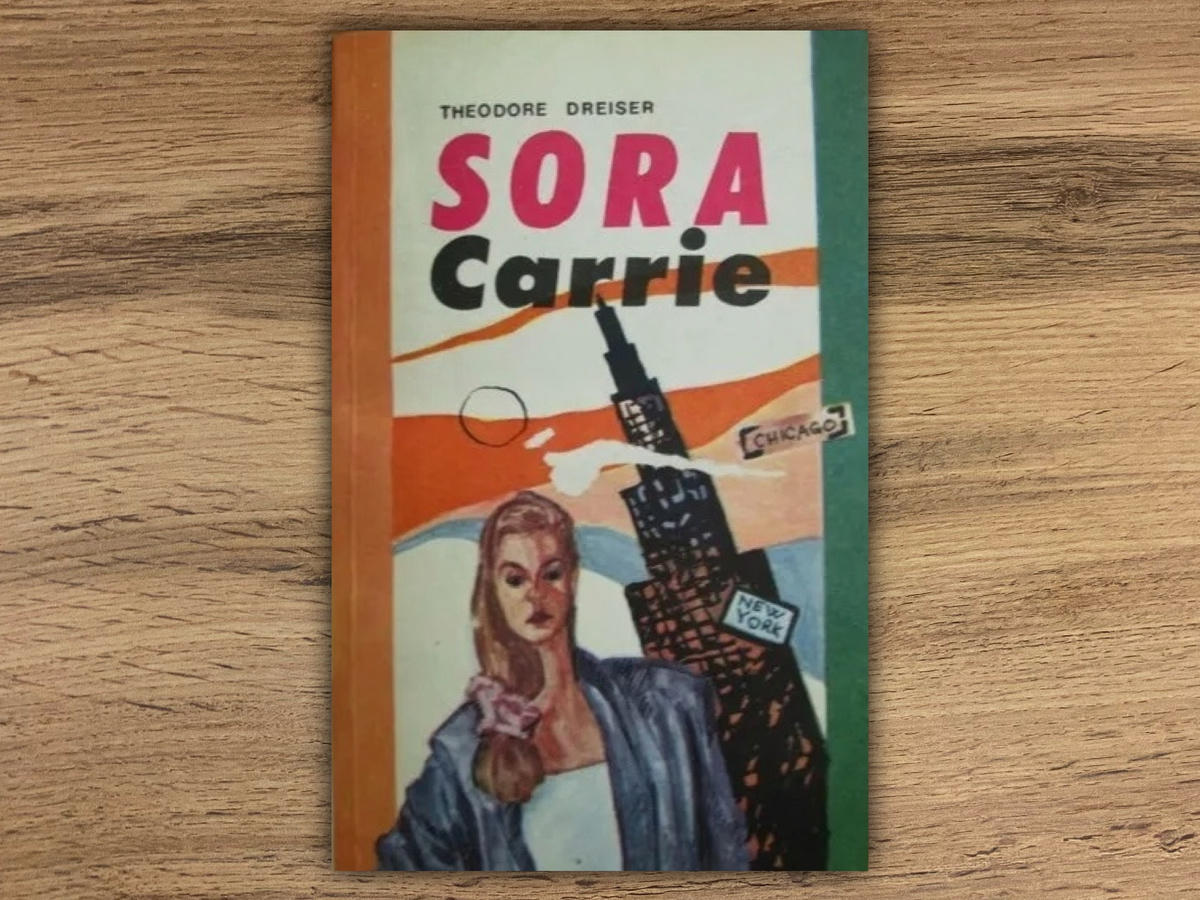 THEODORE DREISER
SORA
Carrie
CHICAGO
NEW
YORK